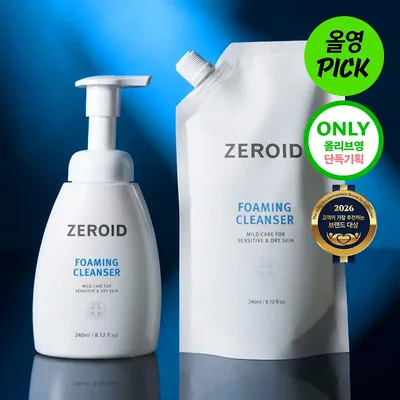 올영
PICK
ONLY
올리브영
단독기획
2026
고객이 가장 추천하는
브랜드 대상
ZEROID
FOAMING
CLEANSER
MILD CARE FOR
SENSITIVE & DRY SKIN
240ml / 8.12 fl.oz
ZEROID
FOAMING
CLEANSER
MILD CARE FOR
SENSITIVE & DRY SKIN
240ml / 8.12 fl.oz